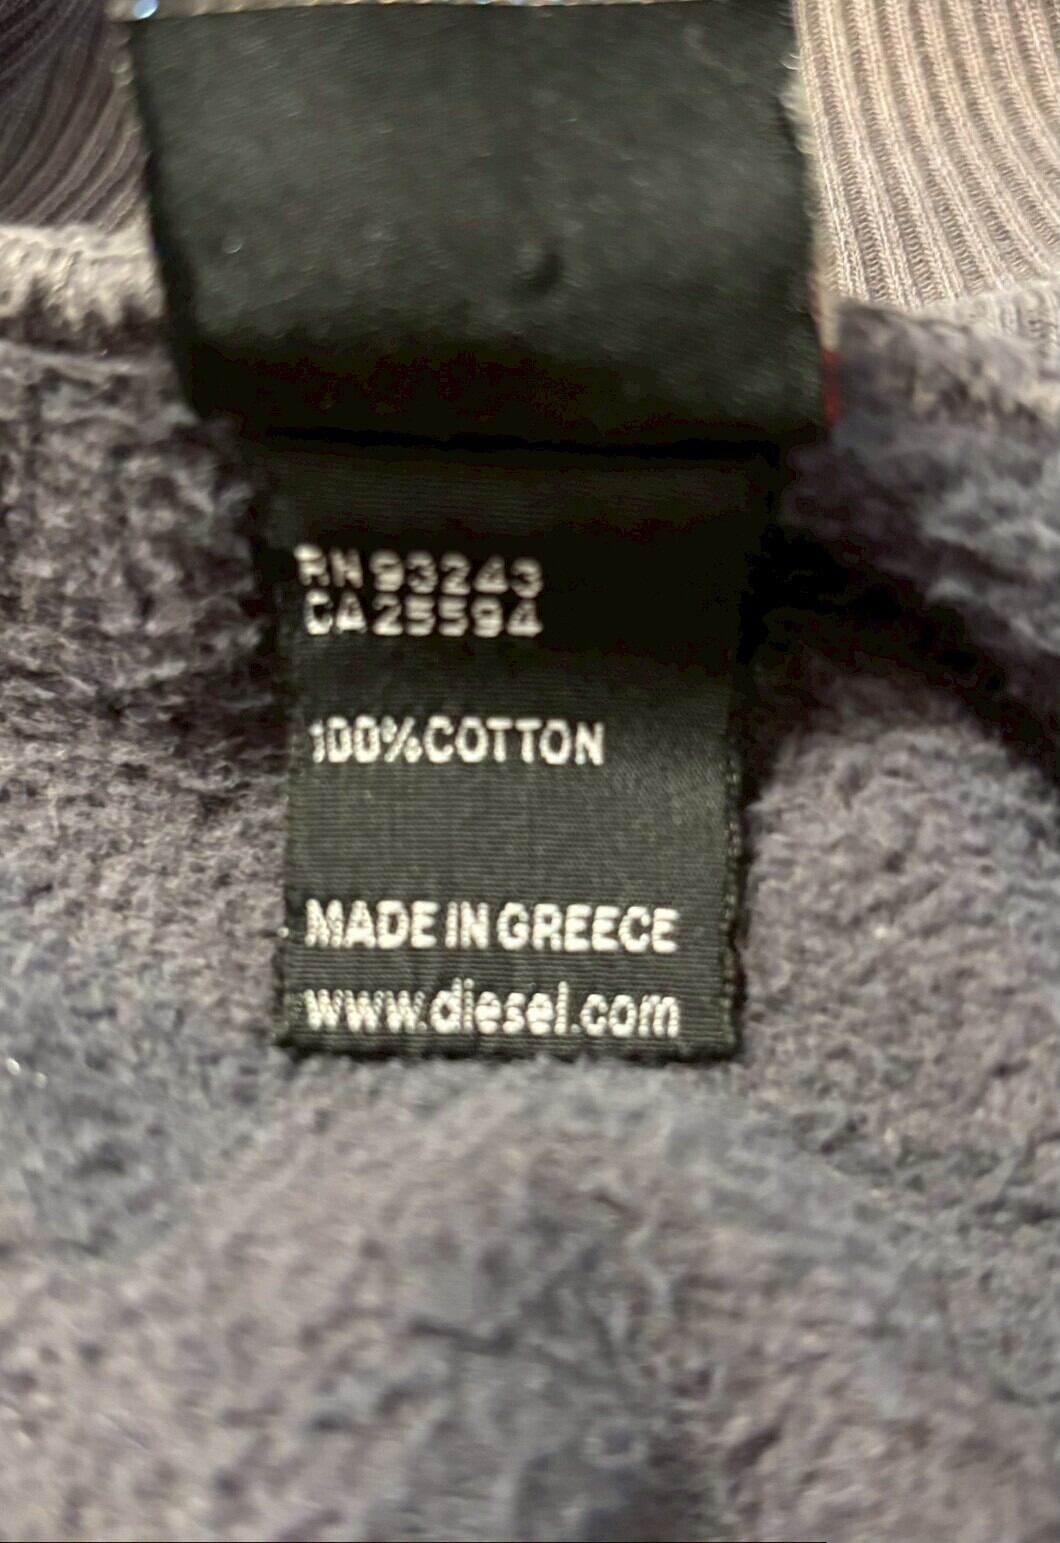 RN 93243
CA 25594
100% COTTON
MADE IN GREECE
www.diesel.com